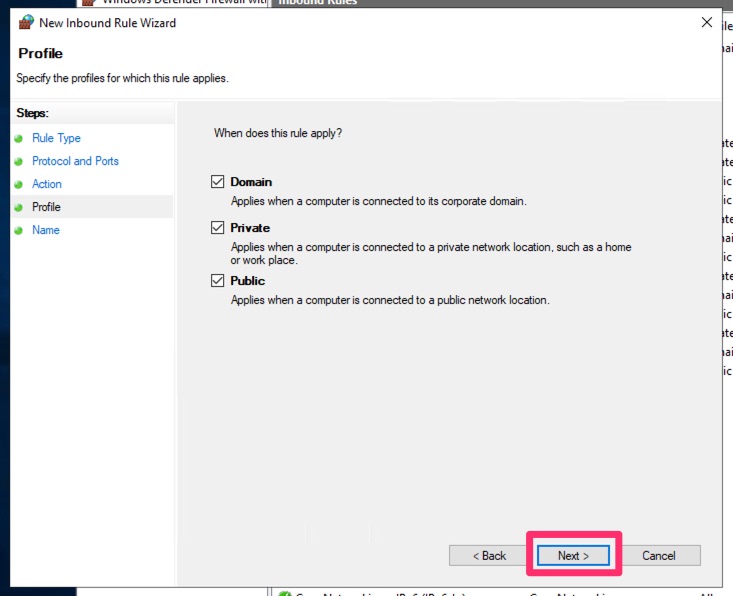 Inbound Rules
New Inbound Rule Wizard
Profile
Specify the profiles for which this rule applies.
Steps:
Rule Type
Protocol and Ports
Action
Profile
Name
When does this rule apply?
Domain
Applies when a computer is connected to its corporate domain.
Private
Applies when a computer is connected to a private network location, such as a home
or work place.
Public
Applies when a computer is connected to a public network location.
< Back
Next >
Cancel